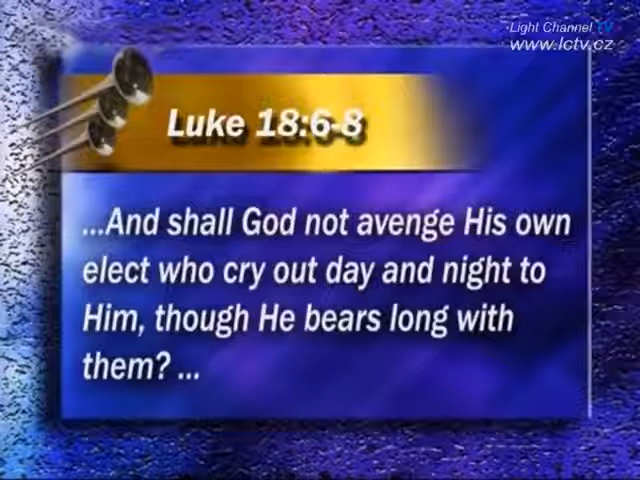 Light Channel TV
www.lctv.cz
Luke 18:6-8
...And shall God not avenge His own
elect who cry out day and night to
Him, though He bears long with
them? ...